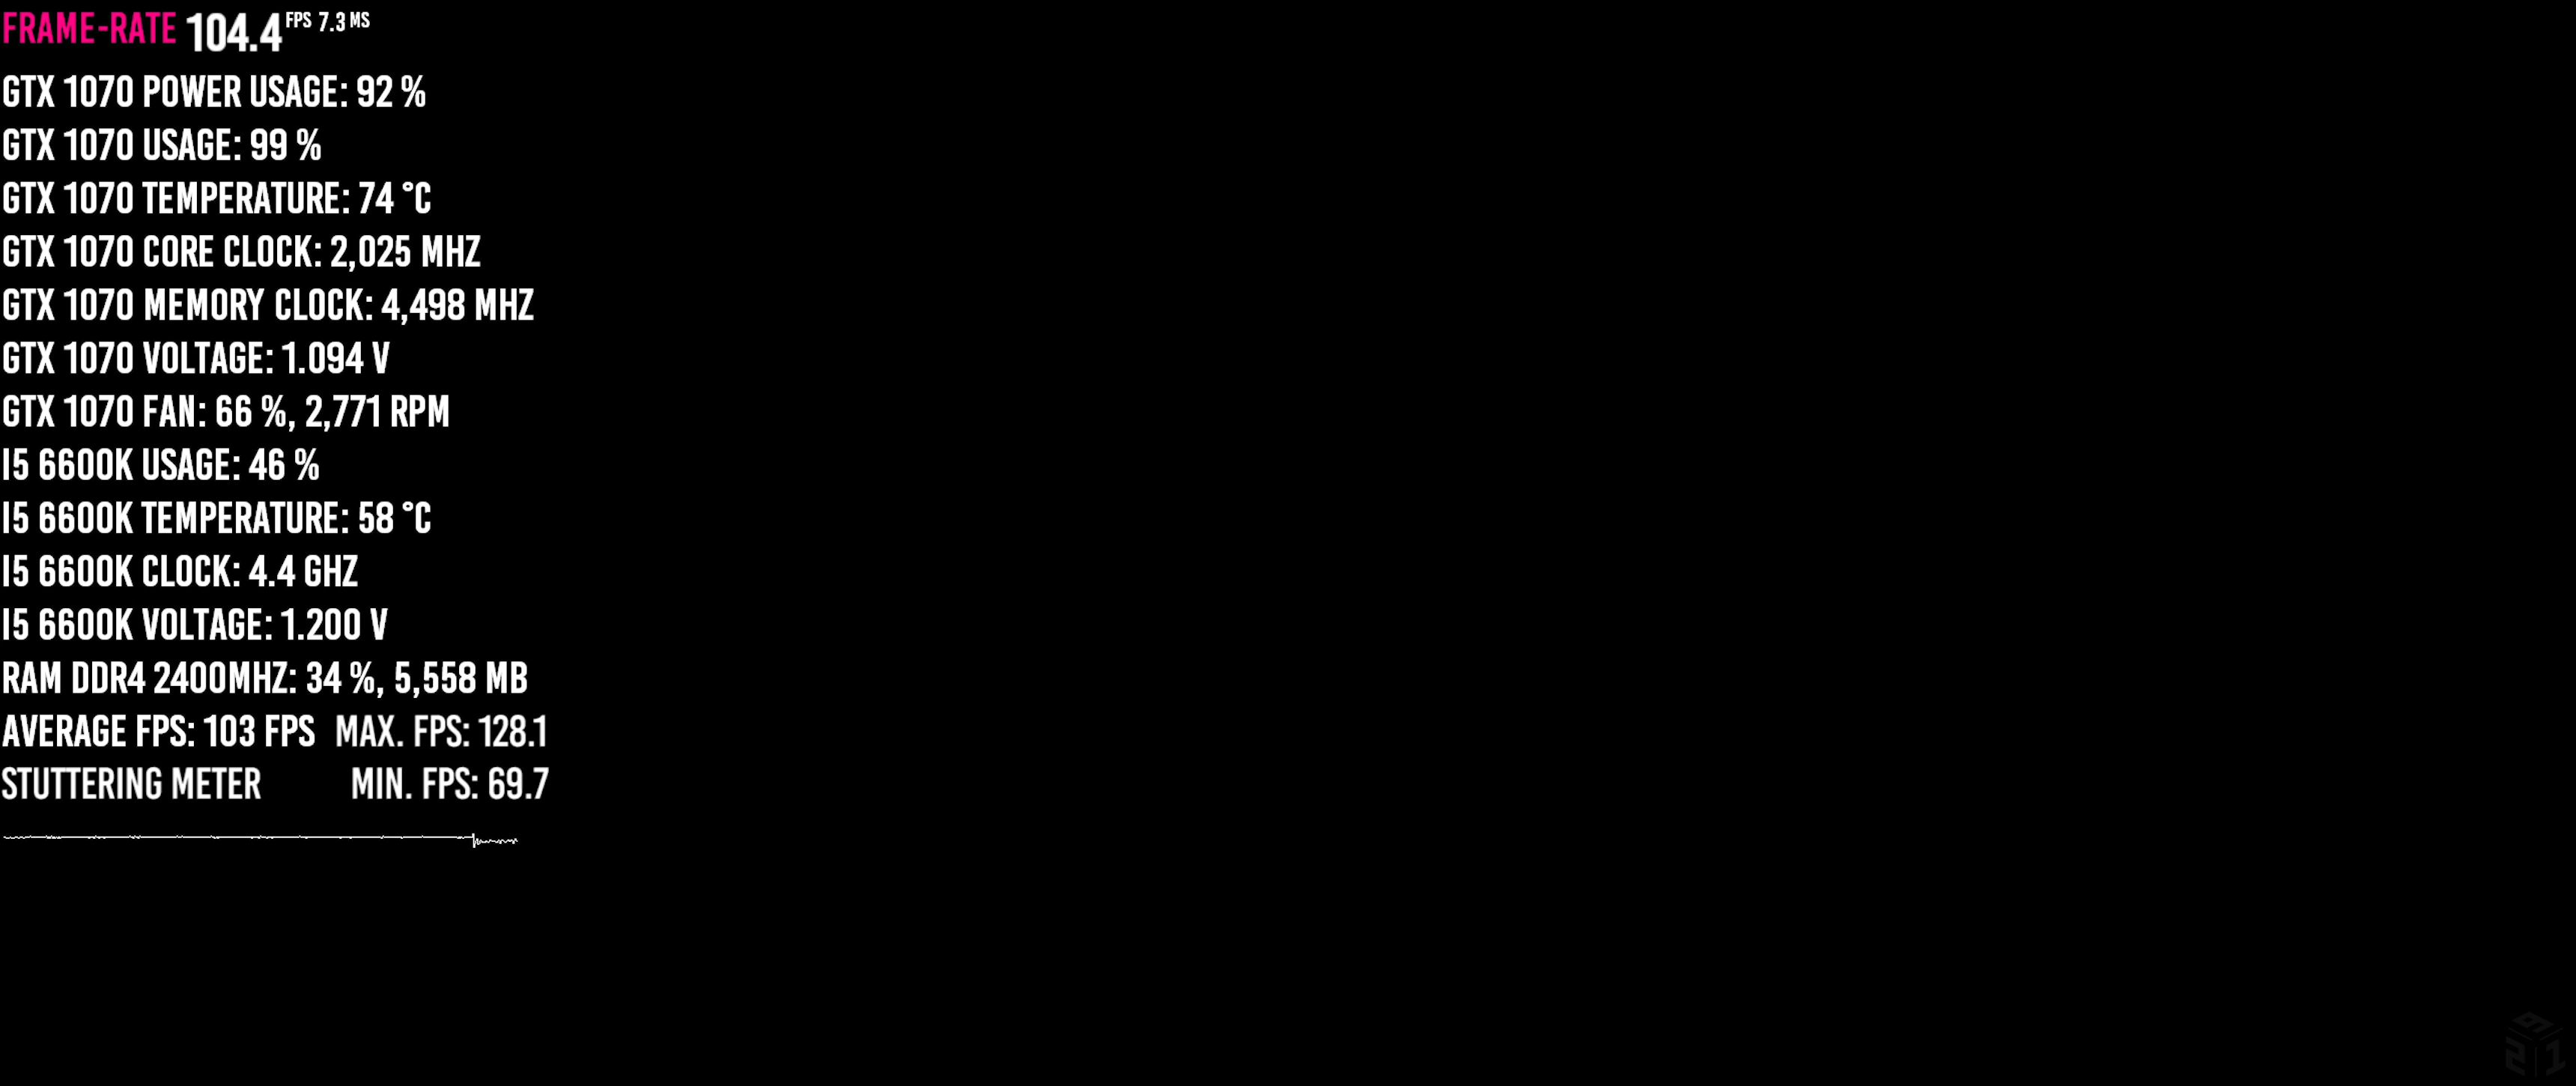 FRAME-RATE 104.4 FPS 7.3 MS
GTX 1070 POWER USAGE: 92 %
GTX 1070 USAGE: 99 %
GTX 1070 TEMPERATURE: 74 °C
GTX 1070 CORE CLOCK: 2,025 MHZ
GTX 1070 MEMORY CLOCK: 4,498 MHZ
GTX 1070 VOLTAGE: 1.094 V
GTX 1070 FAN: 66 %, 2,771 RPM
I5 6600K USAGE: 46 %
I5 6600K TEMPERATURE: 58 °C
I5 6600K CLOCK: 4.4 GHZ
I5 6600K VOLTAGE: 1.200 V
RAM DDR4 2400MHZ: 34 %, 5,558 MB
AVERAGE FPS: 103 FPS MAX. FPS: 128.1
STUTTERING METER MIN. FPS: 69.7
219